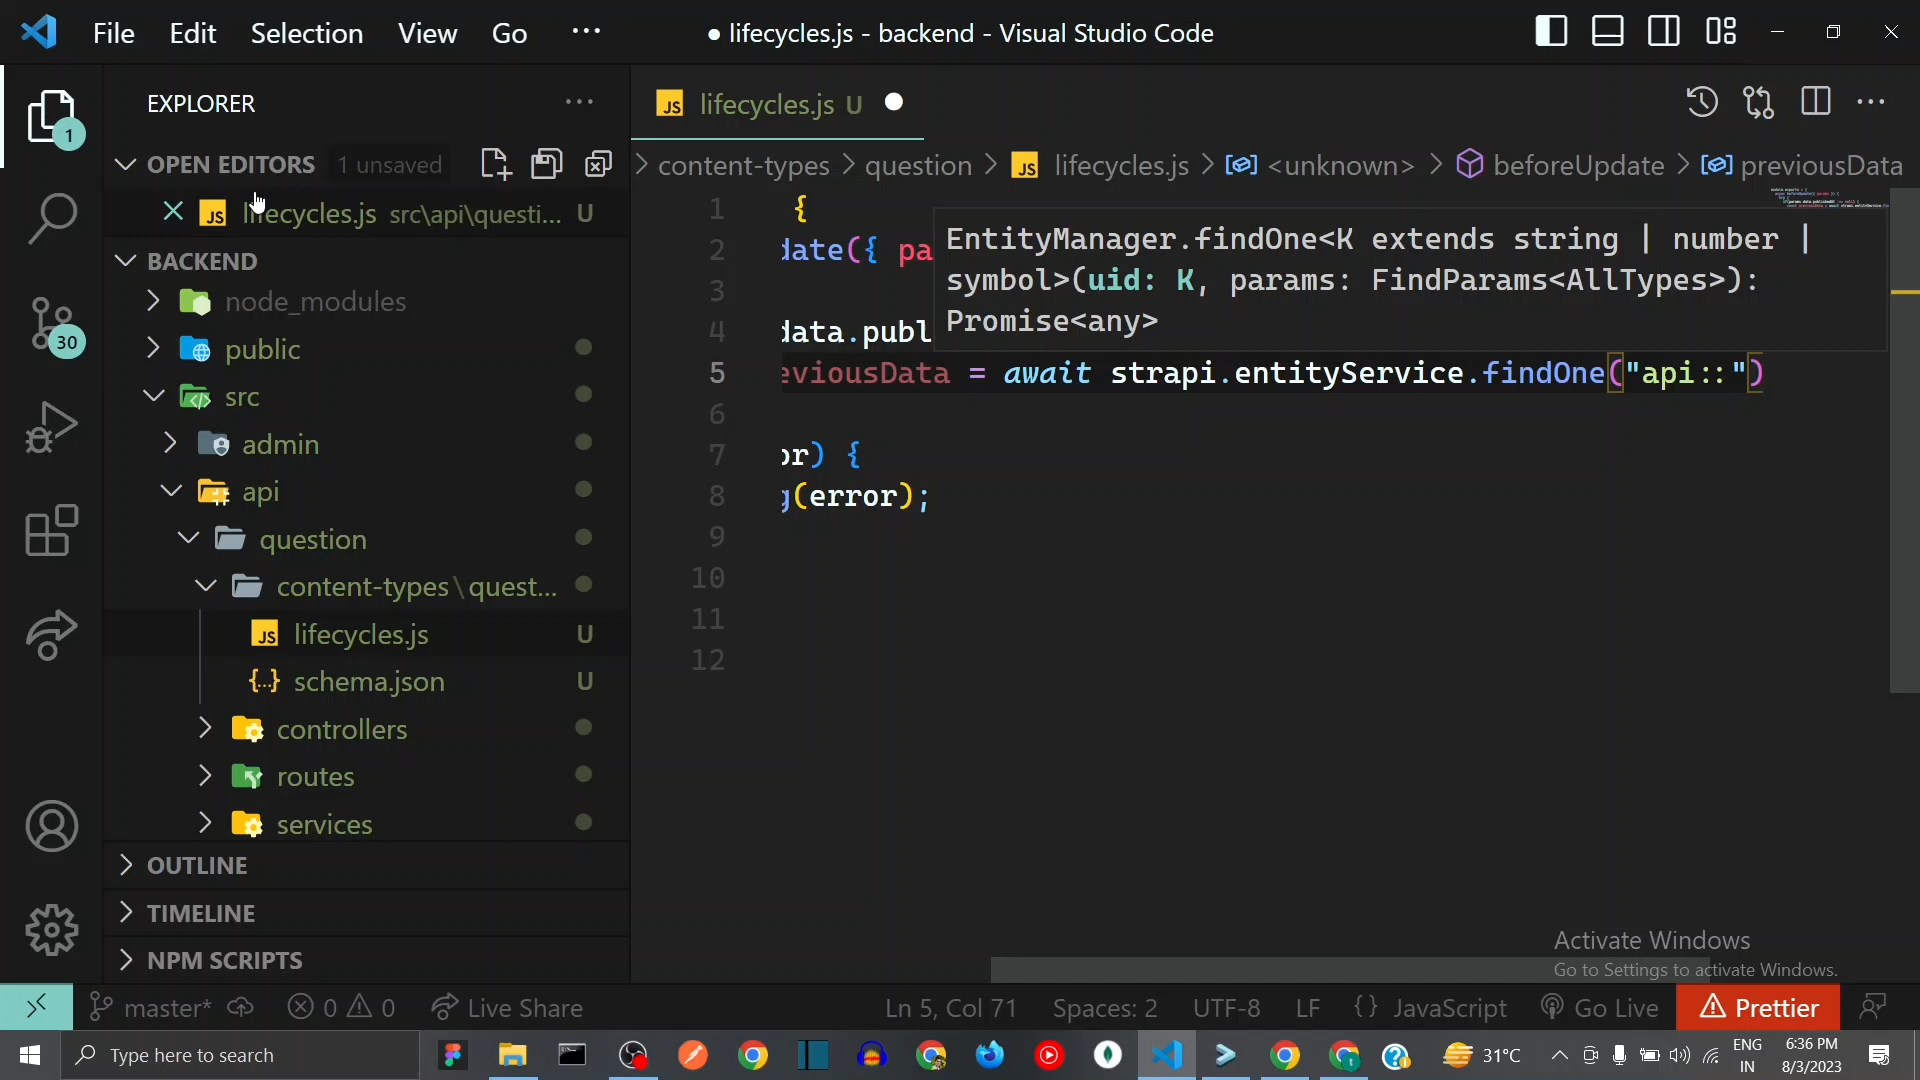 File Edit Selection View Go ··· ● lifecycles.js - backend - Visual Studio Code
EXPLORER ···
OPEN EDITORS 1 unsaved
lifecycles.js src\api\questi... U
BACKEND
node_modules
public
src
admin
api
question
content-types\quest...
lifecycles.js U
schema.json U
controllers
routes
services
OUTLINE
TIMELINE
NPM SCRIPTS
1
30
JS lifecycles.js U ●
content-types > question > JS lifecycles.js > <unknown> > beforeUpdate > previousData
1 {
2 date({ pa
3
4 data.publ
5 eviousData = await strapi.entityService.findOne("api::")
6
7 or) {
8 g(error);
9
10
11
12
EntityManager.findOne<K extends string | number |
symbol>(uid: K, params: FindParams<AllTypes>):
Promise<any>
Activate Windows
Go to Settings to activate Windows.
master* 0 0 Live Share Ln 5, Col 71 Spaces: 2 UTF-8 LF {} JavaScript Go Live Prettier
Type here to search 31°C ENG IN 6:36 PM 8/3/2023